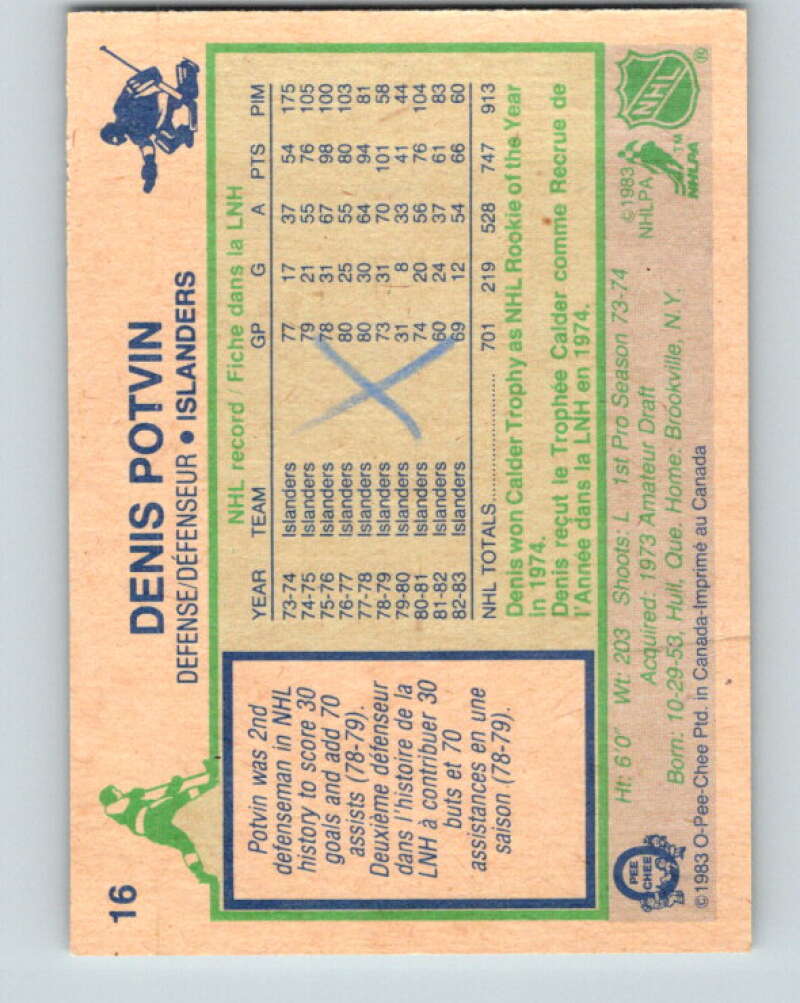 16
DENIS POTVIN
DEFENSE/DÉFENSEUR • ISLANDERS
Potvin was 2nd
defenseman in NHL
history to score 30
goals and add 70
assists (78-79).
Deuxième défenseur
dans l'histoire de la
LNH à contribuer 30
buts et 70
assistances en une
saison (78-79).
NHL record / Fiche dans la LNH
YEAR TEAM GP G A PTS PIM
73-74 Islanders 77 17 37 54 175
74-75 Islanders 79 21 55 76 105
75-76 Islanders 78 31 67 98 100
76-77 Islanders 80 25 55 80 103
77-78 Islanders 80 30 64 94 81
78-79 Islanders 73 31 70 101 58
79-80 Islanders 31 8 33 41 44
80-81 Islanders 74 20 56 76 104
81-82 Islanders 60 24 37 61 83
82-83 Islanders 69 12 54 66 60
NHL TOTALS.................. 701 219 528 747 913
Denis won Calder Trophy as NHL Rookie of the Year
in 1974.
Denis reçut le Trophée Calder comme Recrue de
l'Année dans la LNH en 1974.
Ht: 6'0" Wt: 203 Shoots: L 1st Pro Season 73-74
Acquired: 1973 Amateur Draft
Born: 10-29-53, Hull, Que. Home: Brookville, N.Y.
©1983 O-Pee-Chee Ptd. in Canada-Imprimé au Canada
O
PEE
CHEE
©1983
NHLPA
NHLPA
TM
NHL
®